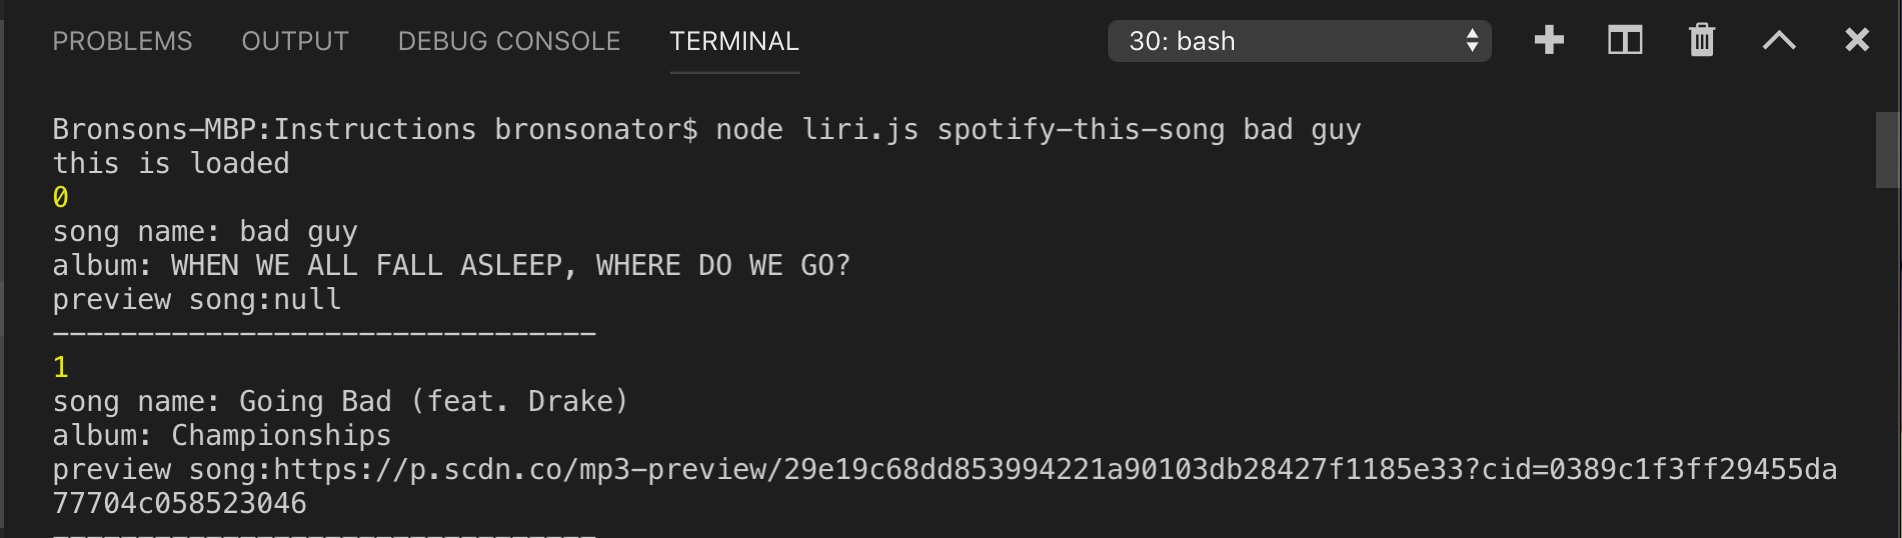 PROBLEMS OUTPUT DEBUG CONSOLE TERMINAL 30: bash
Bronsons-MBP:Instructions bronsonator$ node liri.js spotify-this-song bad guy
this is loaded
0
song name: bad guy
album: WHEN WE ALL FALL ASLEEP, WHERE DO WE GO?
preview song:null
--------------------------------
1
song name: Going Bad (feat. Drake)
album: Championships
preview song:https://p.scdn.co/mp3-preview/29e19c68dd853994221a90103db28427f1185e33?cid=0389c1f3ff29455da
77704c058523046
--------------------------------